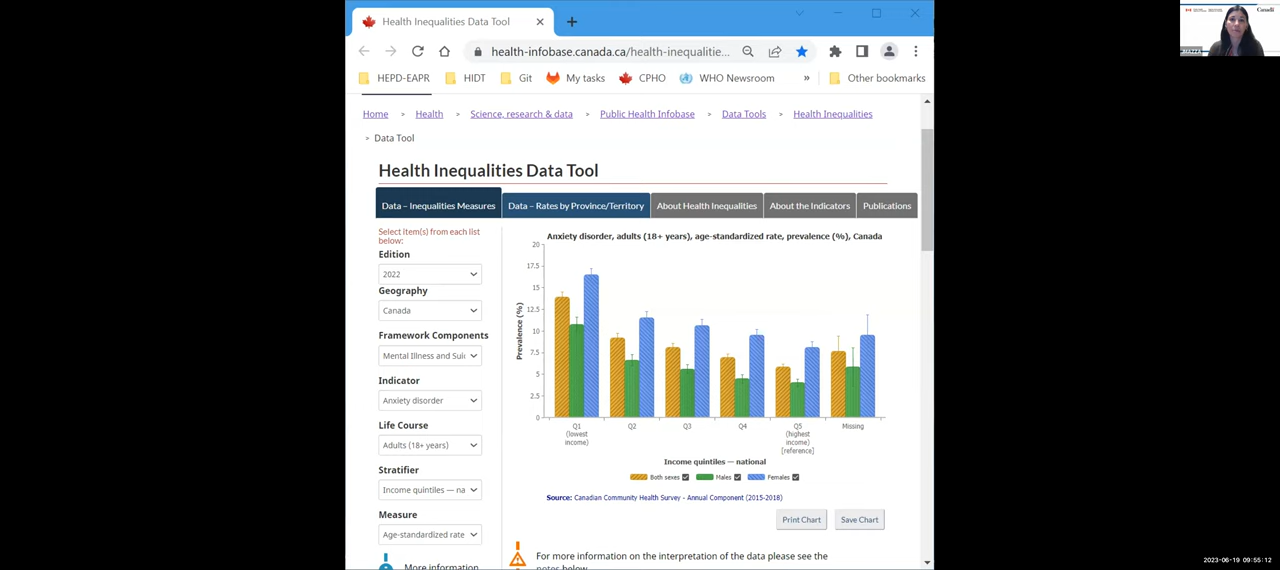 Health Inequalities Data Tool
health-infobase.canada.ca/health-inequalitie...
HEPD-EAPR
HIDT
Git
My tasks
CPHO
WHO Newsroom
»
Other bookmarks
Home > Health > Science, research & data > Public Health Infobase > Data Tools > Health Inequalities
> Data Tool
Health Inequalities Data Tool
Data – Inequalities Measures
Data – Rates by Province/Territory
About Health Inequalities
About the Indicators
Publications
Select item(s) from each list
below:
Edition
2022
Geography
Canada
Framework Components
Mental Illness and Suic
Indicator
Anxiety disorder
Life Course
Adults (18+ years)
Stratifier
Income quintiles — na
Measure
Age-standardized rate
More information
Anxiety disorder, adults (18+ years), age-standardized rate, prevalence (%), Canada
Prevalence (%)
20
17.5
15
12.5
10
7.5
5
2.5
0
Q1
(lowest
income)
Q2
Q3
Q4
Q5
(highest
income)
[reference]
Missing
Income quintiles — national
Both sexes
Males
Females
Source: Canadian Community Health Survey - Annual Component (2015-2018)
Print Chart
Save Chart
For more information on the interpretation of the data please see the
notes below.
Canada
2023-06-19 09:55:12